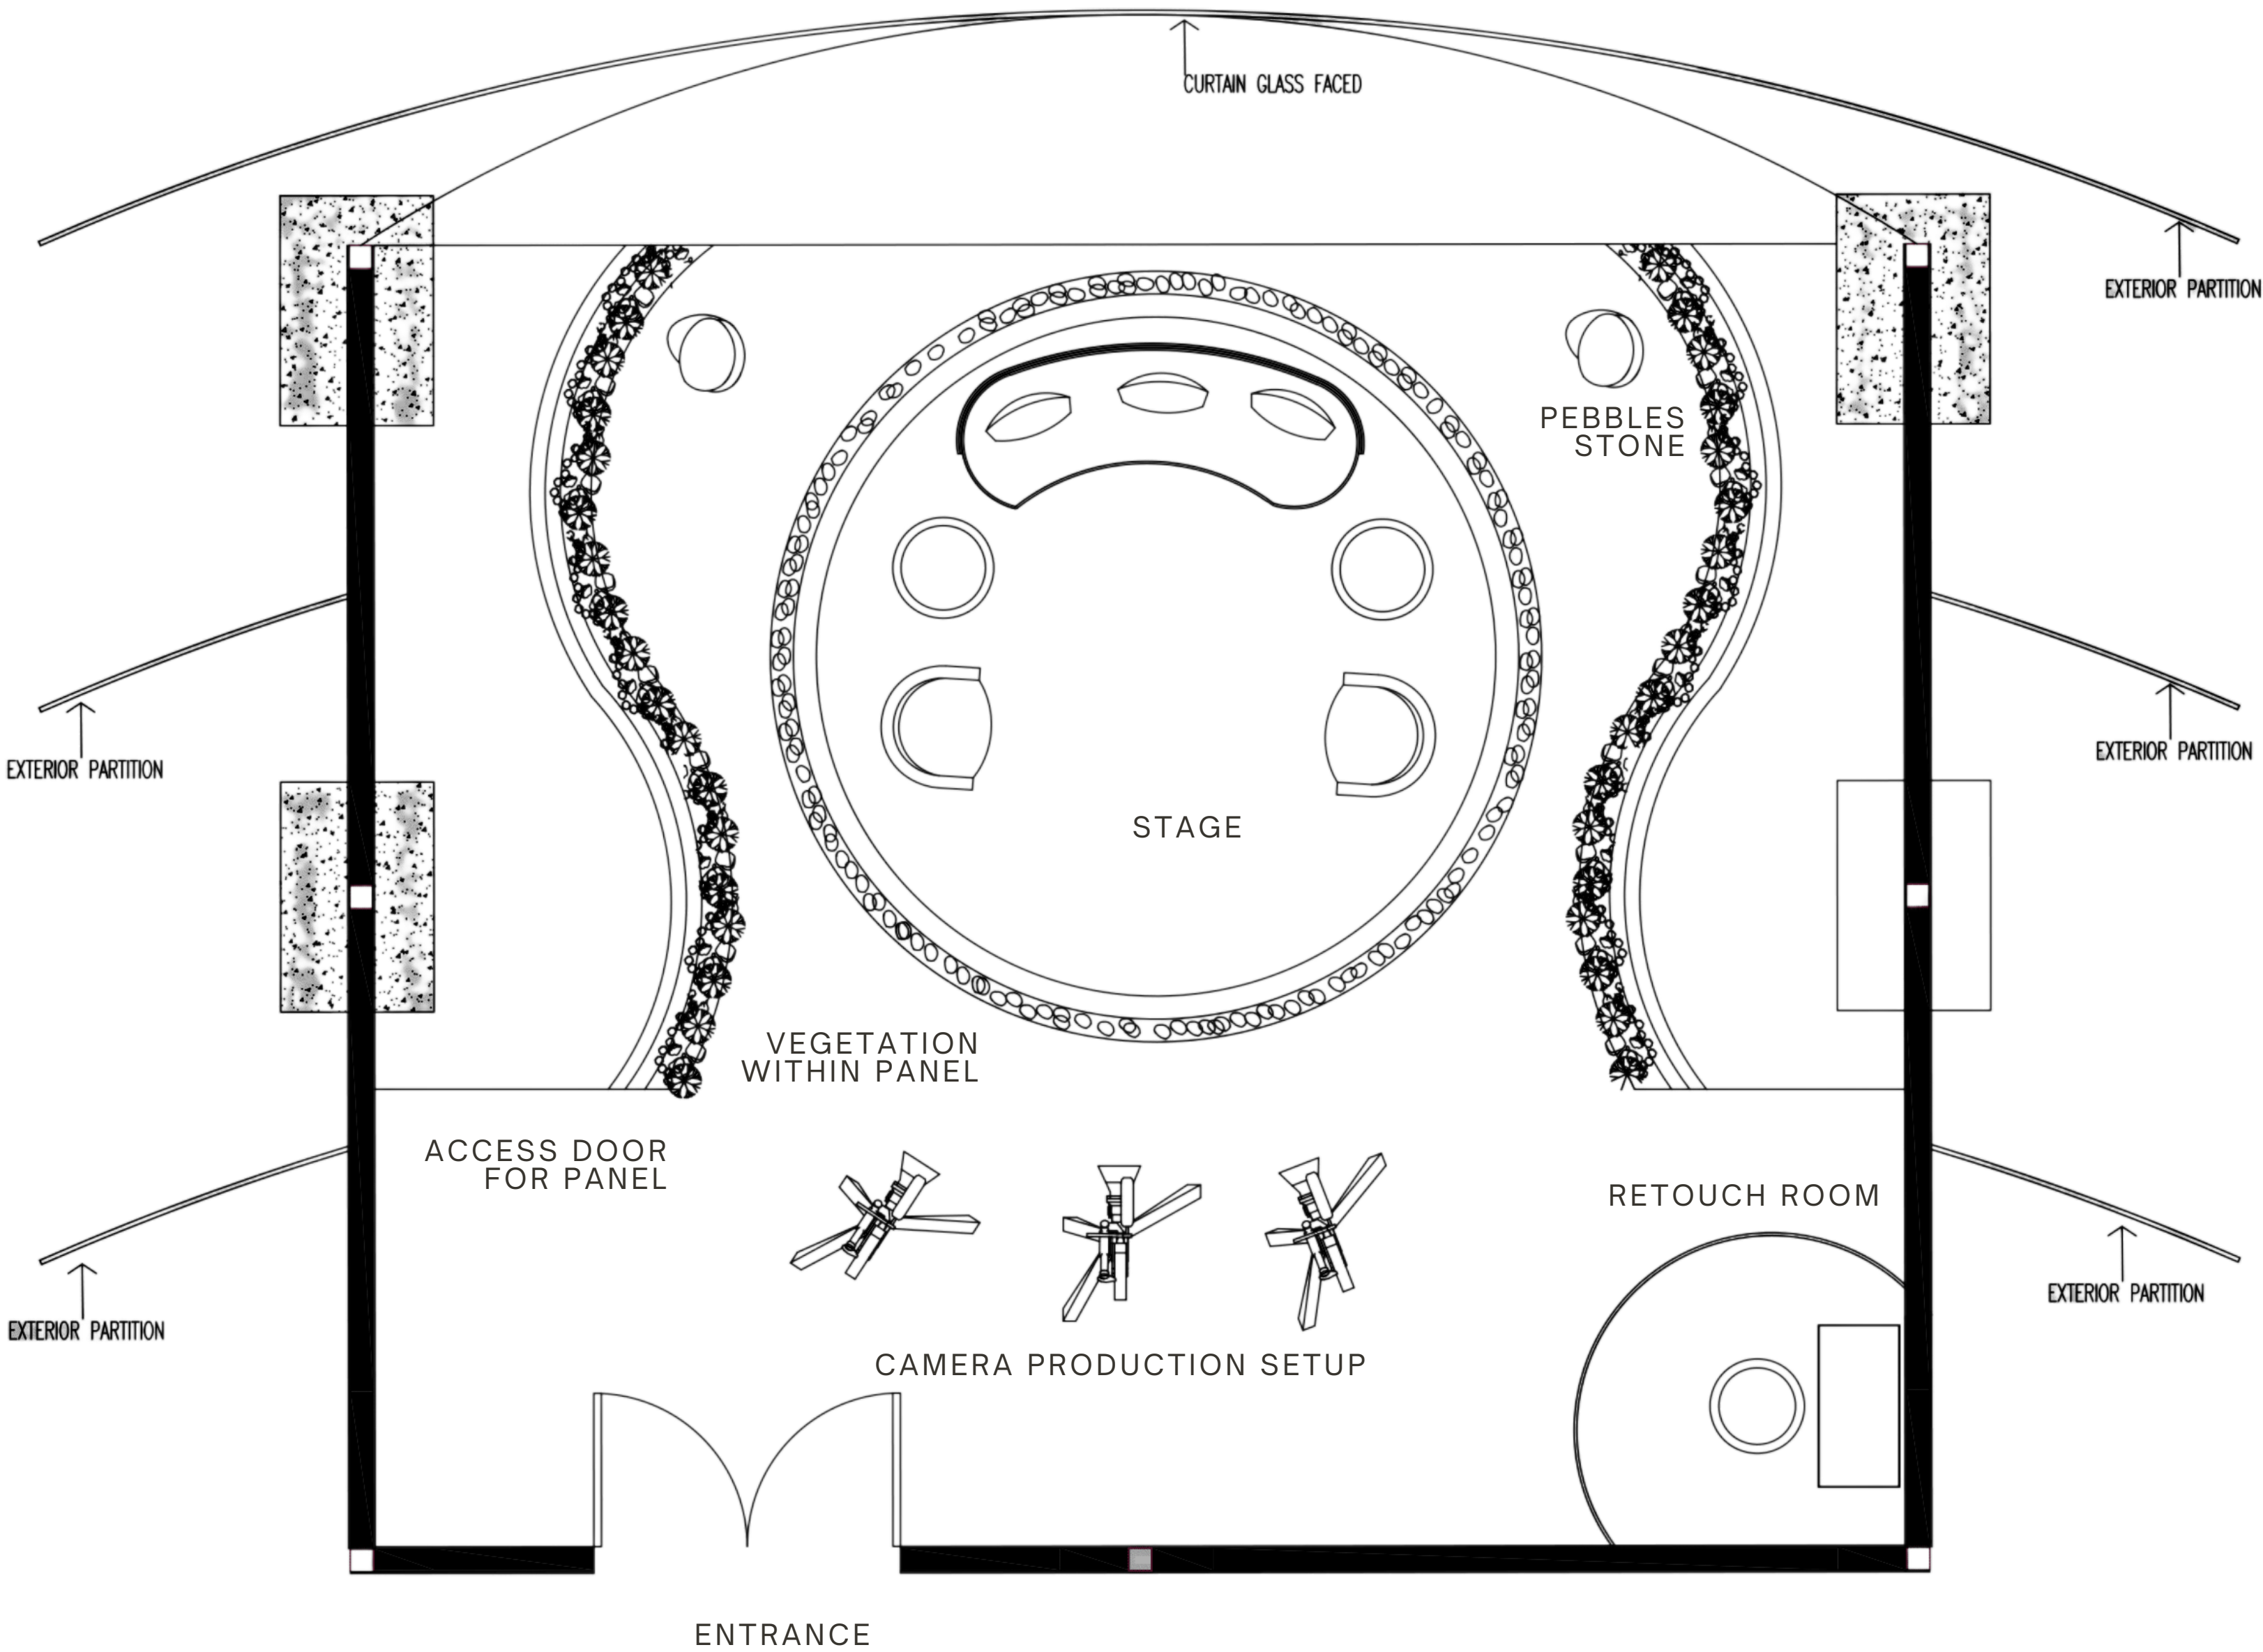 CURTAIN GLASS FACED
EXTERIOR PARTITION
PEBBLES
STONE
EXTERIOR PARTITION
EXTERIOR PARTITION
STAGE
VEGETATION
WITHIN PANEL
ACCESS DOOR
FOR PANEL
RETOUCH ROOM
EXTERIOR PARTITION
EXTERIOR PARTITION
CAMERA PRODUCTION SETUP
ENTRANCE